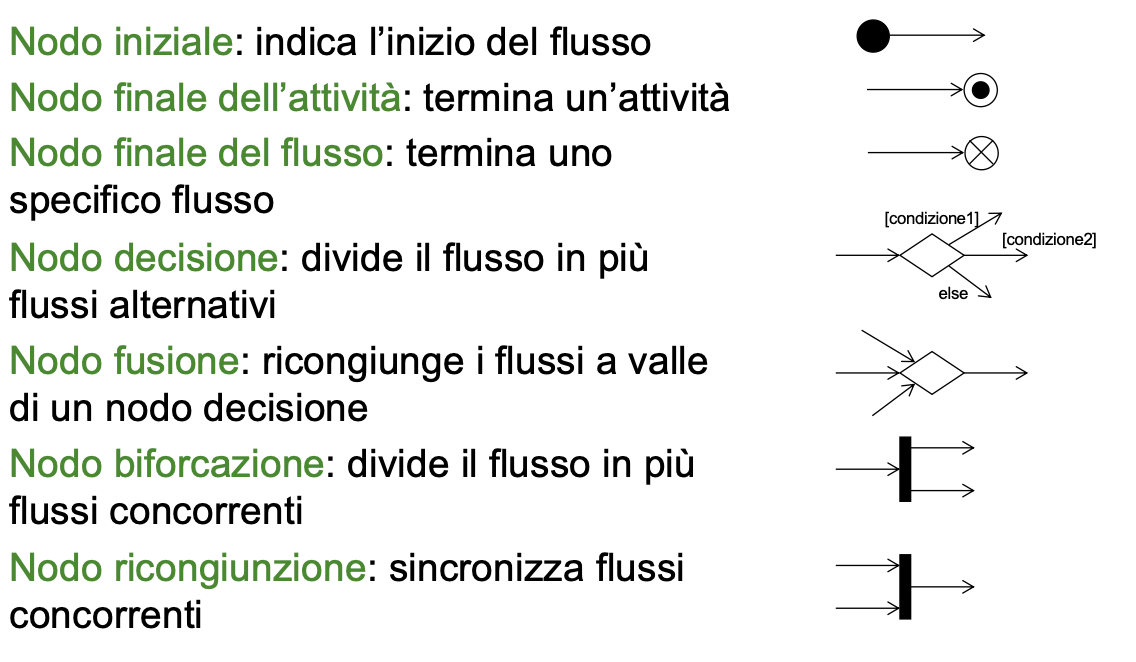 Nodo iniziale: indica l’inizio del flusso
Nodo finale dell’attività: termina un’attività
Nodo finale del flusso: termina uno
specifico flusso
[condizione1]
[condizione2]
Nodo decisione: divide il flusso in più
else
flussi alternativi
Nodo fusione: ricongiunge i flussi a valle
di un nodo decisione
Nodo biforcazione: divide il flusso in più
flussi concorrenti
Nodo ricongiunzione: sincronizza flussi
concorrenti